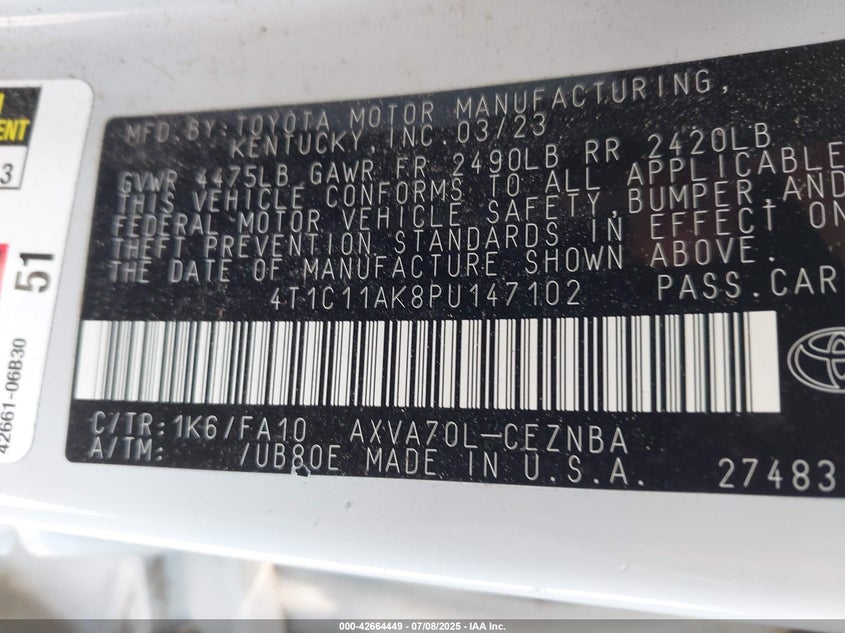 MFD. BY: TOYOTA MOTOR MANUFACTURING,
KENTUCKY, INC. 03/23
GVWR 4475LB GAWR FR 2490LB RR 2420LB
THIS VEHICLE CONFORMS TO ALL APPLICABLE
FEDERAL MOTOR VEHICLE SAFETY, BUMPER, AND
THEFT PREVENTION STANDARDS IN EFFECT ON
THE DATE OF MANUFACTURE SHOWN ABOVE.
4T1C11AK8PU147102 PASS. CAR
C/TR: 1K6/FA10 AXVA70L-CEZNBA
A/TM: /UB80E MADE IN U.S.A.
27483
3
51
42661-06B30
000-42664449 - 07/08/2025 - IAA Inc.